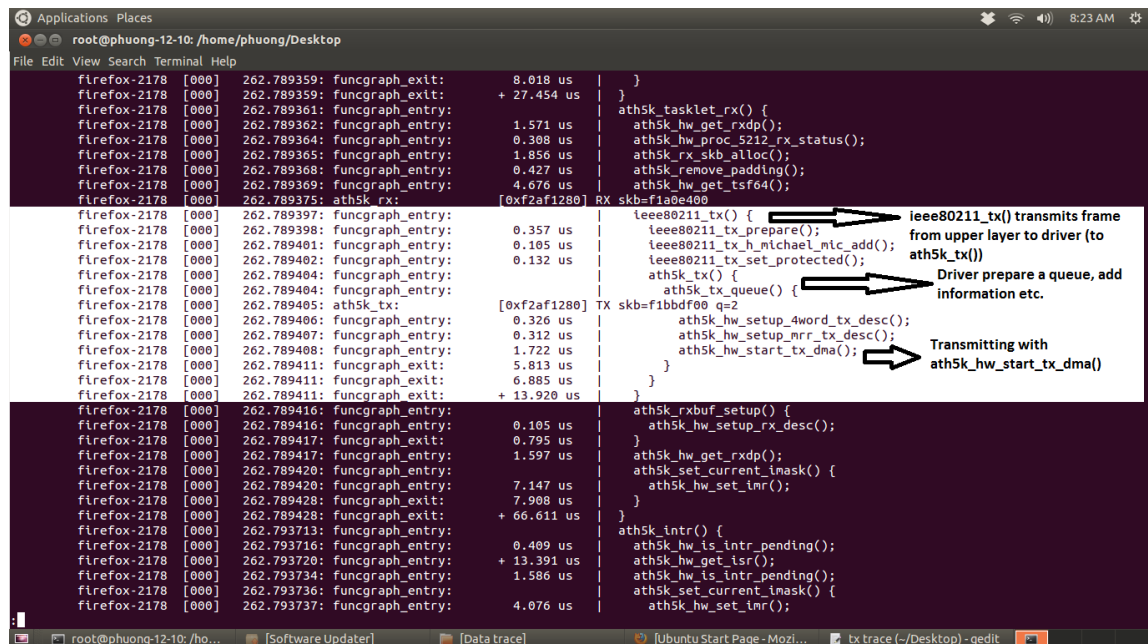 Applications Places 8:23 AM
root@phuong-12-10: /home/phuong/Desktop
File Edit View Search Terminal Help
firefox-2178 [000] 262.789359: funcgraph_exit: 8.018 us | }
firefox-2178 [000] 262.789359: funcgraph_exit: + 27.454 us | }
firefox-2178 [000] 262.789361: funcgraph_entry: | ath5k_tasklet_rx() {
firefox-2178 [000] 262.789362: funcgraph_entry: 1.571 us | ath5k_hw_get_rxdp();
firefox-2178 [000] 262.789364: funcgraph_entry: 0.308 us | ath5k_hw_proc_5212_rx_status();
firefox-2178 [000] 262.789365: funcgraph_entry: 1.856 us | ath5k_rx_skb_alloc();
firefox-2178 [000] 262.789368: funcgraph_entry: 0.427 us | ath5k_remove_padding();
firefox-2178 [000] 262.789369: funcgraph_entry: 4.676 us | ath5k_hw_get_tsf64();
firefox-2178 [000] 262.789375: ath5k_rx: [0xf2af1280] RX skb=f1a0e400
firefox-2178 [000] 262.789397: funcgraph_entry: | ieee80211_tx() {
firefox-2178 [000] 262.789398: funcgraph_entry: 0.357 us | ieee80211_tx_prepare();
firefox-2178 [000] 262.789401: funcgraph_entry: 0.105 us | ieee80211_tx_h_michael_mic_add();
firefox-2178 [000] 262.789402: funcgraph_entry: 0.132 us | ieee80211_tx_set_protected();
firefox-2178 [000] 262.789404: funcgraph_entry: | ath5k_tx() {
firefox-2178 [000] 262.789404: funcgraph_entry: | ath5k_tx_queue() {
firefox-2178 [000] 262.789405: ath5k_tx: [0xf2af1280] TX skb=f1bbdf00 q=2
firefox-2178 [000] 262.789406: funcgraph_entry: 0.326 us | ath5k_hw_setup_4word_tx_desc();
firefox-2178 [000] 262.789407: funcgraph_entry: 0.312 us | ath5k_hw_setup_mrr_tx_desc();
firefox-2178 [000] 262.789408: funcgraph_entry: 1.722 us | ath5k_hw_start_tx_dma();
firefox-2178 [000] 262.789411: funcgraph_exit: 5.813 us | }
firefox-2178 [000] 262.789411: funcgraph_exit: 6.885 us | }
firefox-2178 [000] 262.789411: funcgraph_exit: + 13.920 us | }
firefox-2178 [000] 262.789416: funcgraph_entry: | ath5k_rxbuf_setup() {
firefox-2178 [000] 262.789416: funcgraph_entry: 0.105 us | ath5k_hw_setup_rx_desc();
firefox-2178 [000] 262.789417: funcgraph_exit: 0.795 us | }
firefox-2178 [000] 262.789417: funcgraph_entry: 1.597 us | ath5k_hw_get_rxdp();
firefox-2178 [000] 262.789420: funcgraph_entry: | ath5k_set_current_imask() {
firefox-2178 [000] 262.789420: funcgraph_entry: 7.147 us | ath5k_hw_set_imr();
firefox-2178 [000] 262.789428: funcgraph_exit: 7.908 us | }
firefox-2178 [000] 262.789428: funcgraph_exit: + 66.611 us | }
firefox-2178 [000] 262.793713: funcgraph_entry: | ath5k_intr() {
firefox-2178 [000] 262.793716: funcgraph_entry: 0.409 us | ath5k_hw_is_intr_pending();
firefox-2178 [000] 262.793720: funcgraph_entry: + 13.391 us | ath5k_hw_get_isr();
firefox-2178 [000] 262.793734: funcgraph_entry: 1.586 us | ath5k_hw_is_intr_pending();
firefox-2178 [000] 262.793736: funcgraph_entry: | ath5k_set_current_imask() {
firefox-2178 [000] 262.793737: funcgraph_entry: 4.076 us | ath5k_hw_set_imr();
:
ieee80211_tx() transmits frame
from upper layer to driver (to
ath5k_tx())
Driver prepare a queue, add
information etc.
Transmitting with
ath5k_hw_start_tx_dma()
root@phuong-12-10: /ho... [Software Updater] [Data trace] [Ubuntu Start Page - Mozi... tx trace (~/Desktop) - gedit